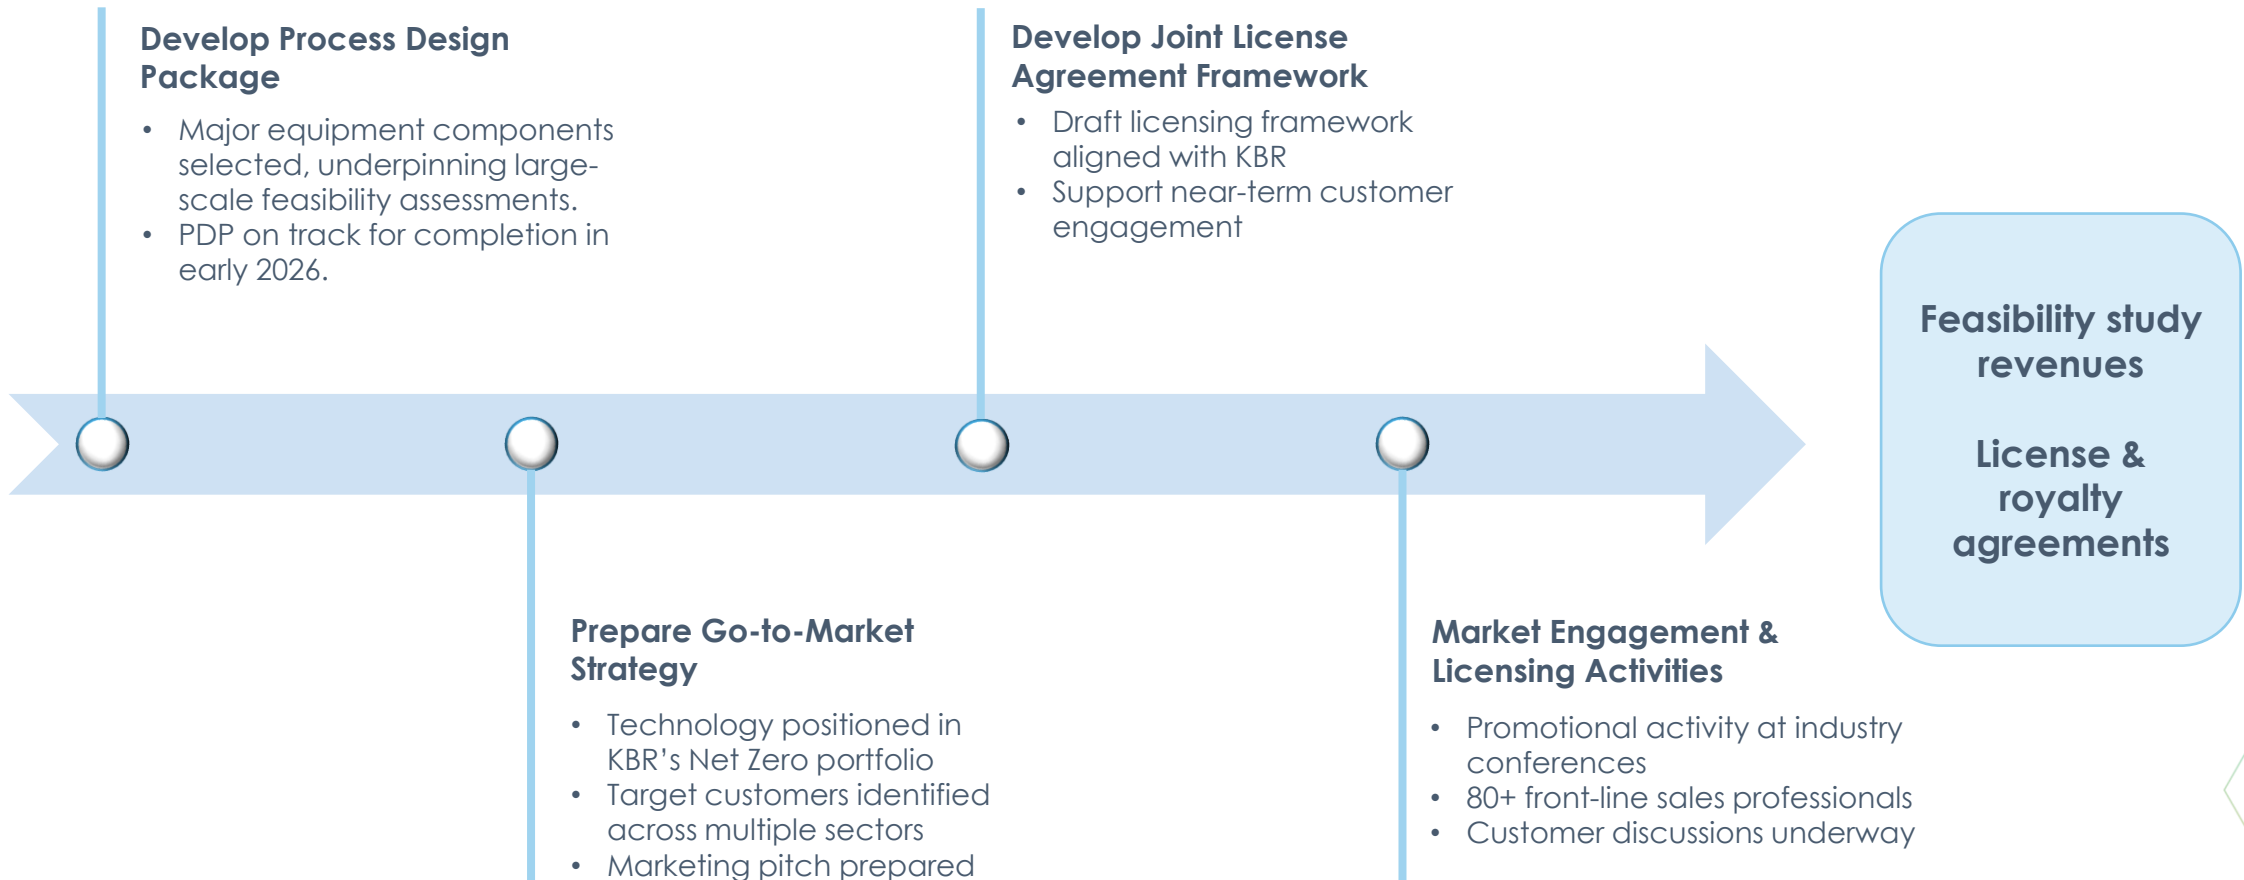 Develop Process Design
Package
• Major equipment components
selected, underpinning large-
scale feasibility assessments.
• PDP on track for completion in
early 2026.
Develop Joint License
Agreement Framework
• Draft licensing framework
aligned with KBR
• Support near-term customer
engagement
Feasibility study
revenues
License &
royalty
agreements
Prepare Go-to-Market
Strategy
• Technology positioned in
KBR’s Net Zero portfolio
• Target customers identified
across multiple sectors
• Marketing pitch prepared
Market Engagement &
Licensing Activities
• Promotional activity at industry
conferences
• 80+ front-line sales professionals
• Customer discussions underway